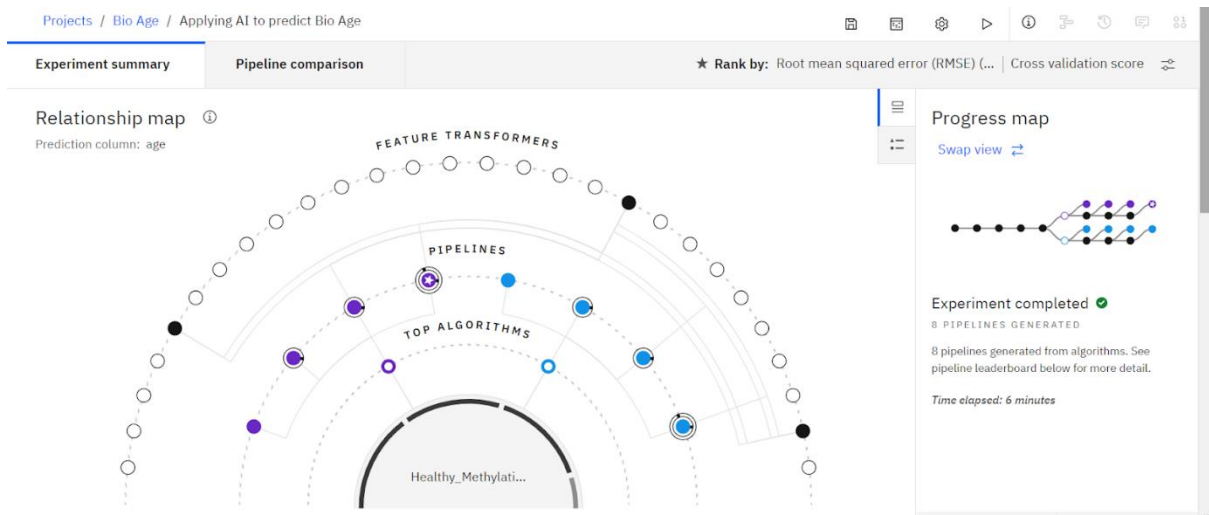 Projects / Bio Age / Applying AI to predict Bio Age
Experiment summary
Pipeline comparison
★ Rank by: Root mean squared error (RMSE) (... | Cross validation score
Relationship map
Prediction column: age
FEATURE TRANSFORMERS
PIPELINES
TOP ALGORITHMS
Healthy_Methylati...
Progress map
Swap view
Experiment completed
8 PIPELINES GENERATED
8 pipelines generated from algorithms. See
pipeline leaderboard below for more detail.
Time elapsed: 6 minutes